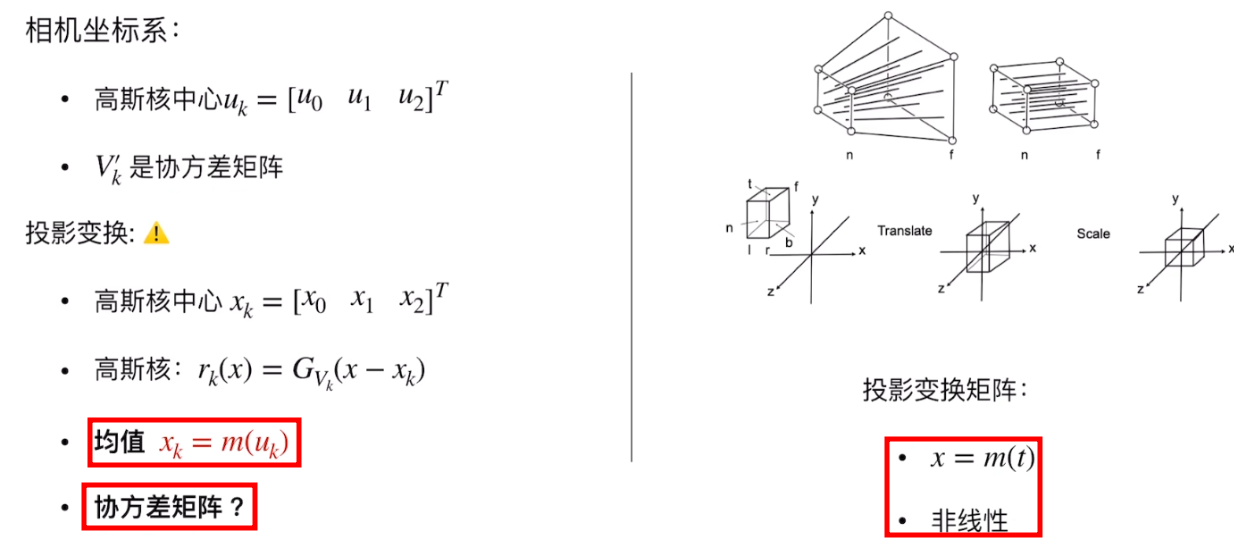 相机坐标系：
• 高斯核中心$u_k = [u_0 \quad u_1 \quad u_2]^T$
• $V'_k$ 是协方差矩阵
投影变换: ⚠️
• 高斯核中心 $x_k = [x_0 \quad x_1 \quad x_2]^T$
• 高斯核：$r_k(x) = G_{V_k}(x - x_k)$
• 均值 $x_k = m(u_k)$
• 协方差矩阵？
n f n f
t f
n
l r b
y
x
z
Translate
y
x
z
Scale
y
x
z
投影变换矩阵：
• $x = m(t)$
• 非线性